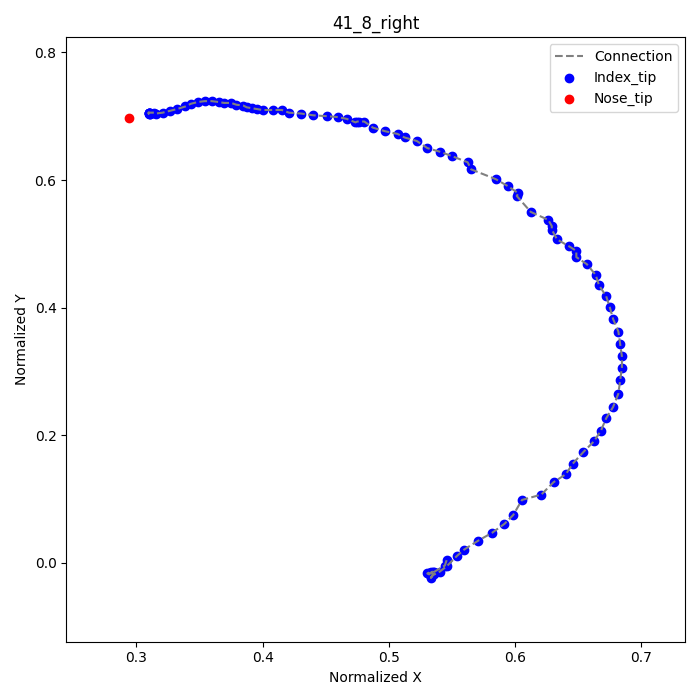 41_8_right
Connection
Index_tip
Nose_tip
Normalized Y
0.8
0.6
0.4
0.2
0.0
0.3 0.4 0.5 0.6 0.7
Normalized X